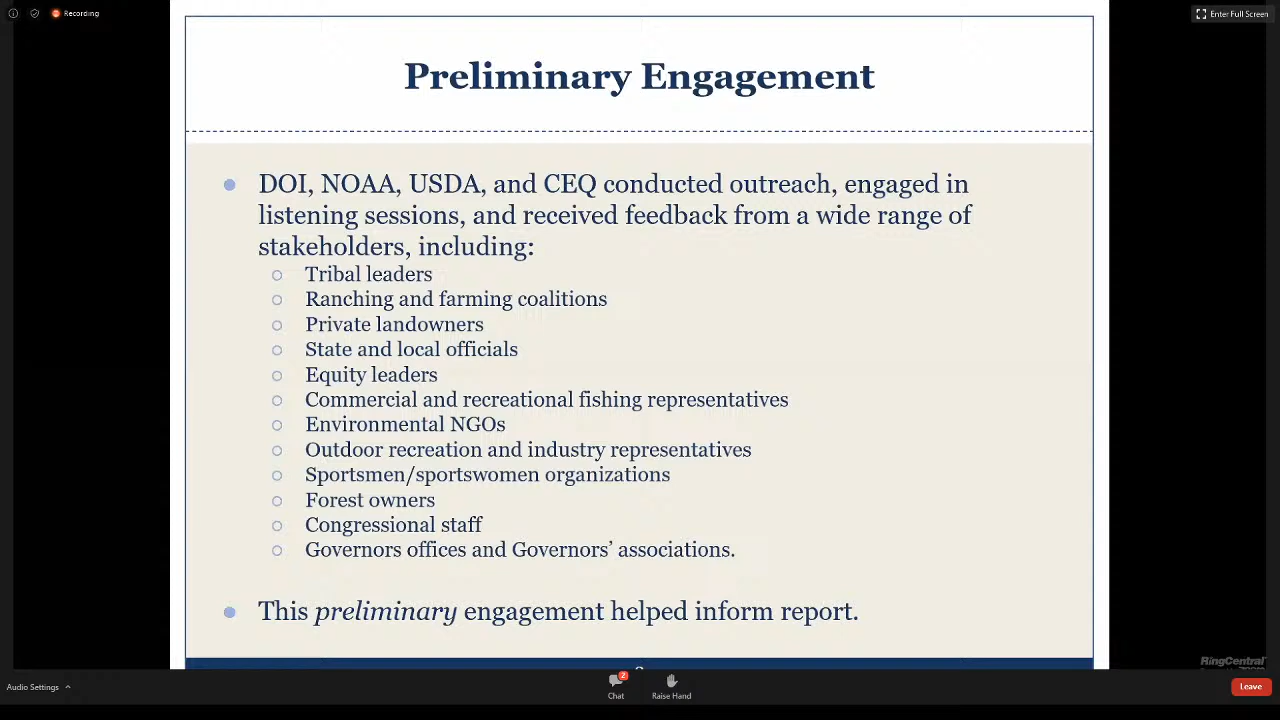 Recording
Enter Full Screen
Preliminary Engagement
DOI, NOAA, USDA, and CEQ conducted outreach, engaged in
listening sessions, and received feedback from a wide range of
stakeholders, including:
Tribal leaders
Ranching and farming coalitions
Private landowners
State and local officials
Equity leaders
Commercial and recreational fishing representatives
Environmental NGOs
Outdoor recreation and industry representatives
Sportsmen/sportswomen organizations
Forest owners
Congressional staff
Governors offices and Governors’ associations.
This preliminary engagement helped inform report.
RingCentral
Audio Settings
2
Chat
Raise Hand
Leave